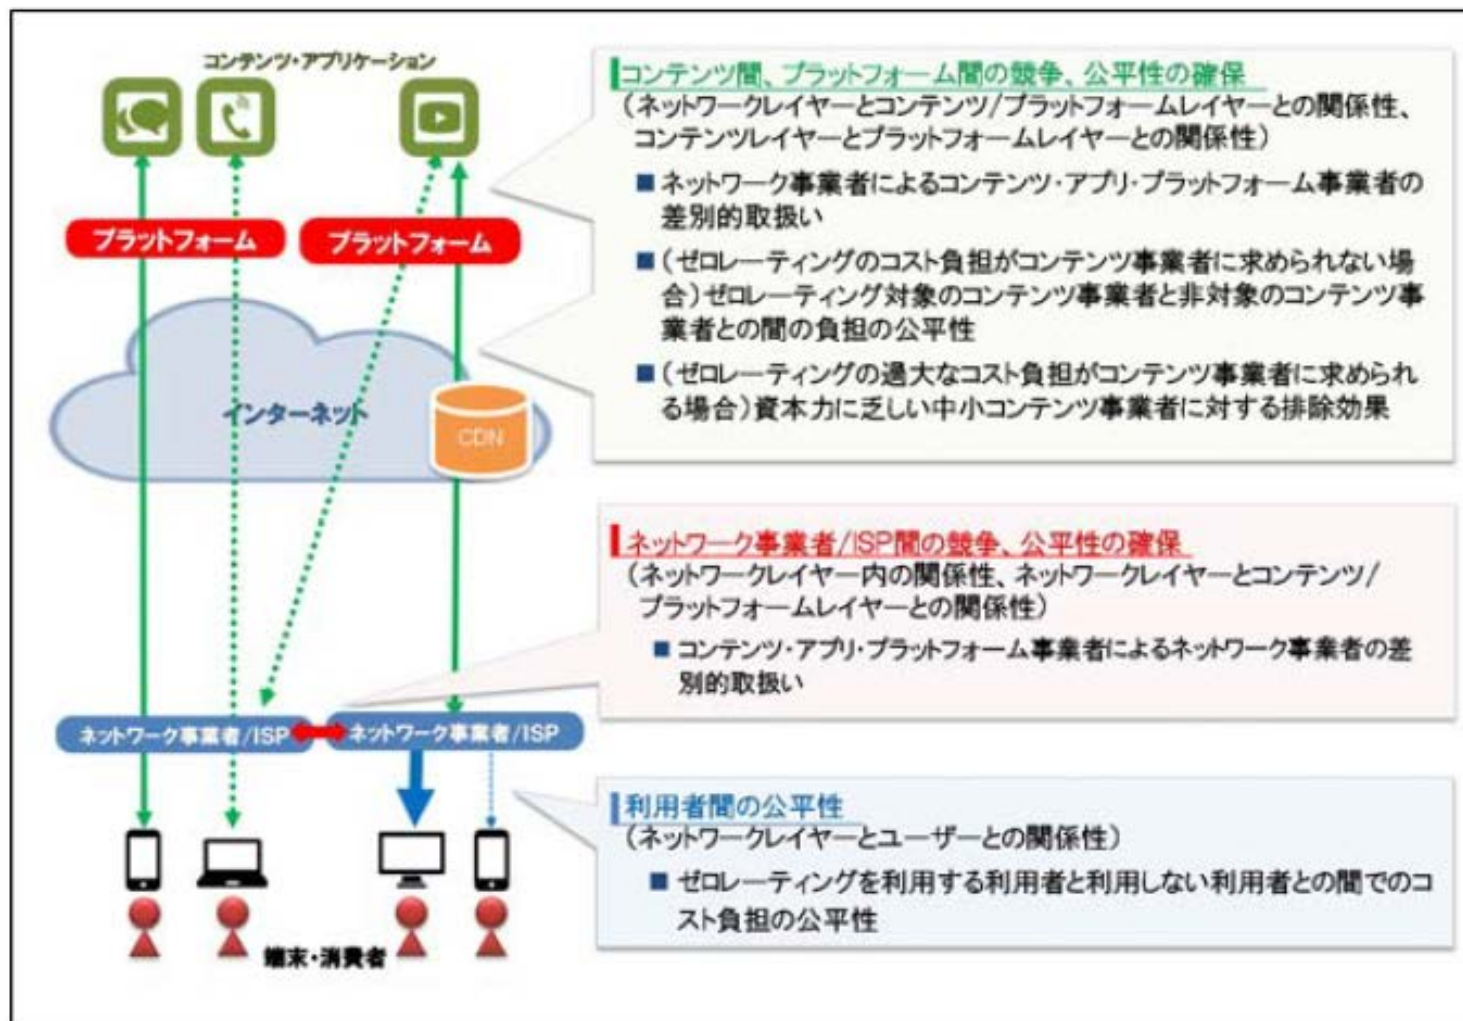 コンテンツ・アプリケーション
プラットフォーム
プラットフォーム
インターネット
CDN
ネットワーク事業者/ISP
ネットワーク事業者/ISP
端末・消費者
コンテンツ間、プラットフォーム間の競争、公平性の確保
(ネットワークレイヤーとコンテンツ/プラットフォームレイヤーとの関係性、
コンテンツレイヤーとプラットフォームレイヤーとの関係性)
■ ネットワーク事業者によるコンテンツ・アプリ・プラットフォーム事業者の
差別的取扱い
■ (ゼロレーティングのコスト負担がコンテンツ事業者に求められない場
合)ゼロレーティング対象のコンテンツ事業者と非対象のコンテンツ事
業者との間の負担の公平性
■ (ゼロレーティングの過大なコスト負担がコンテンツ事業者に求められ
る場合)資本力に乏しい中小コンテンツ事業者に対する排除効果
ネットワーク事業者/ISP間の競争、公平性の確保
(ネットワークレイヤー内の関係性、ネットワークレイヤーとコンテンツ/
プラットフォームレイヤーとの関係性)
■ コンテンツ・アプリ・プラットフォーム事業者によるネットワーク事業者の差
別的取扱い
利用者間の公平性
(ネットワークレイヤーとユーザーとの関係性)
■ ゼロレーティングを利用する利用者と利用しない利用者との間でのコ
スト負担の公平性